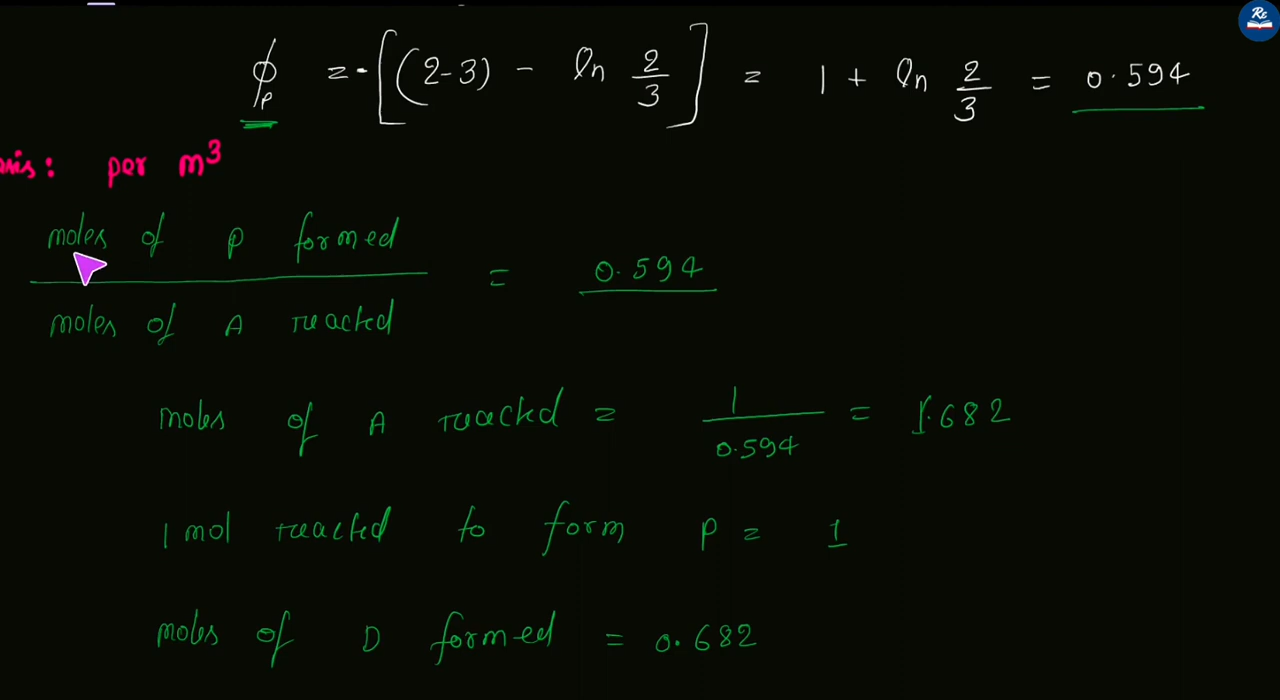 Re
ϕ_P = -[(2-3) - ln 2/3] = 1 + ln 2/3 = 0.594
asis: per m³
moles of P formed / moles of A reacted = 0.594
moles of A reacted = 1/0.594 = 1.682
1 mol reacted to form P = 1
moles of D formed = 0.682